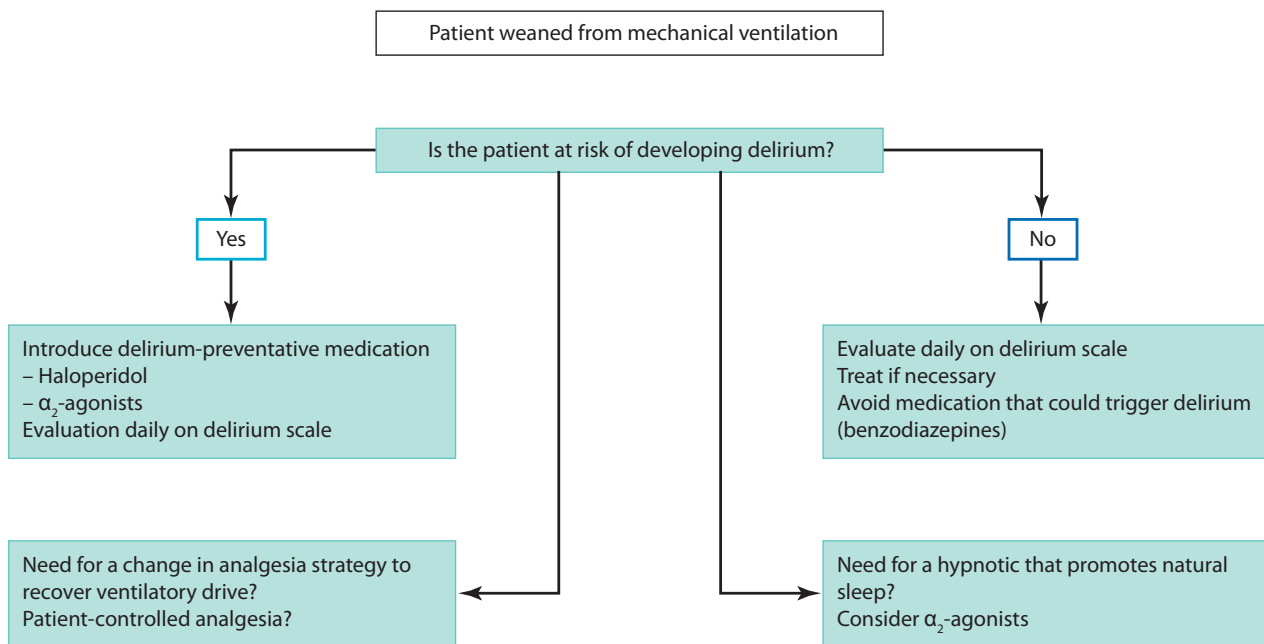 Patient weaned from mechanical ventilation
Is the patient at risk of developing delirium?
Yes
No
Introduce delirium-preventative medication
– Haloperidol
– α₂-agonists
Evaluation daily on delirium scale
Evaluate daily on delirium scale
Treat if necessary
Avoid medication that could trigger delirium
(benzodiazepines)
Need for a change in analgesia strategy to
recover ventilatory drive?
Patient-controlled analgesia?
Need for a hypnotic that promotes natural
sleep?
Consider α₂-agonists